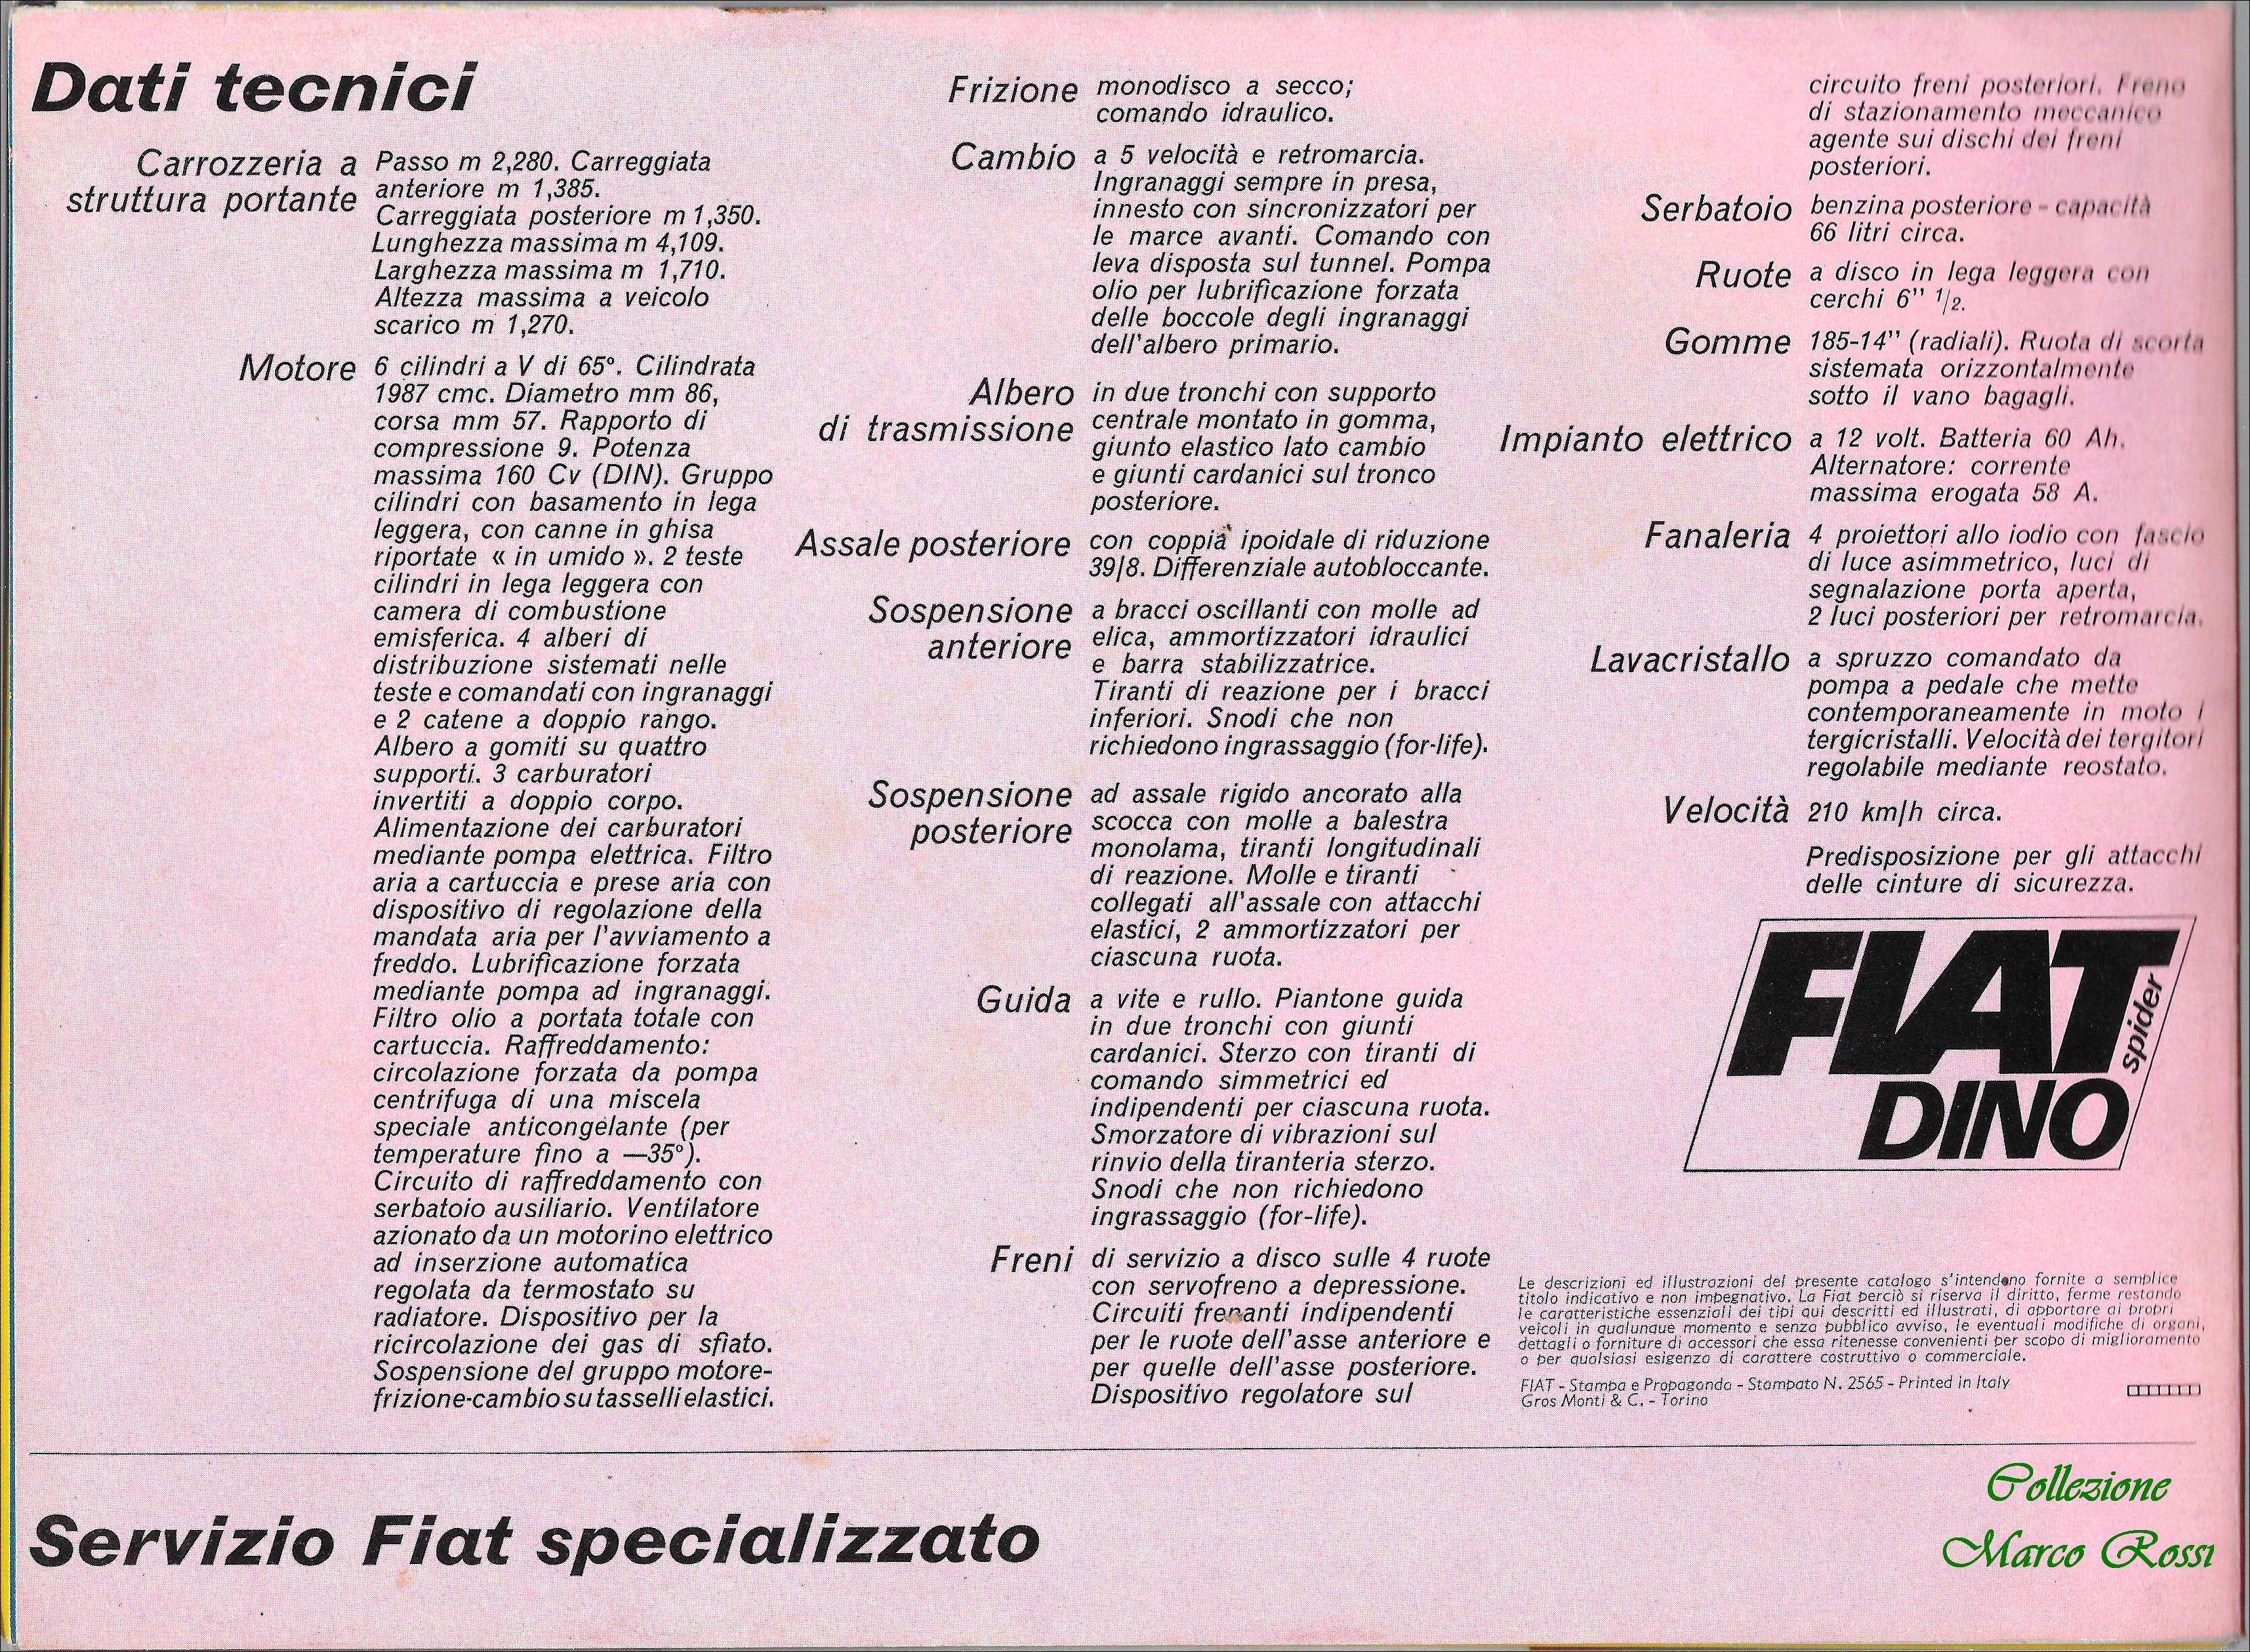 Dati tecnici
Carrozzeria a
struttura portante
Passo m 2,280. Carreggiata
anteriore m 1,385.
Carreggiata posteriore m 1,350.
Lunghezza massima m 4,109.
Larghezza massima m 1,710.
Altezza massima a veicolo
scarico m 1,270.
Motore
6 cilindri a V di 65°. Cilindrata
1987 cmc. Diametro mm 86,
corsa mm 57. Rapporto di
compressione 9. Potenza
massima 160 Cv (DIN). Gruppo
cilindri con basamento in lega
leggera, con canne in ghisa
riportate « in umido ». 2 teste
cilindri in lega leggera con
camera di combustione
emisferica. 4 alberi di
distribuzione sistemati nelle
teste e comandati con ingranaggi
e 2 catene a doppio rango.
Albero a gomiti su quattro
supporti. 3 carburatori
invertiti a doppio corpo.
Alimentazione dei carburatori
mediante pompa elettrica. Filtro
aria a cartuccia e prese aria con
dispositivo di regolazione della
mandata aria per l'avviamento a
freddo. Lubrificazione forzata
mediante pompa ad ingranaggi.
Filtro olio a portata totale con
cartuccia. Raffreddamento:
circolazione forzata da pompa
centrifuga di una miscela
speciale anticongelante (per
temperature fino a —35°).
Circuito di raffreddamento con
serbatoio ausiliario. Ventilatore
azionato da un motorino elettrico
ad inserzione automatica
regolata da termostato su
radiatore. Dispositivo per la
ricircolazione dei gas di sfiato.
Sospensione del gruppo motore-
frizione-cambio su tasselli elastici.
Frizione
monodisco a secco;
comando idraulico.
Cambio
a 5 velocità e retromarcia.
Ingranaggi sempre in presa,
innesto con sincronizzatori per
le marce avanti. Comando con
leva disposta sul tunnel. Pompa
olio per lubrificazione forzata
delle boccole degli ingranaggi
dell'albero primario.
Albero
di trasmissione
in due tronchi con supporto
centrale montato in gomma,
giunto elastico lato cambio
e giunti cardanici sul tronco
posteriore.
Assale posteriore
con coppia ipoidale di riduzione
39/8. Differenziale autobloccante.
Sospensione
anteriore
a bracci oscillanti con molle ad
elica, ammortizzatori idraulici
e barra stabilizzatrice.
Tiranti di reazione per i bracci
inferiori. Snodi che non
richiedono ingrassaggio (for-life).
Sospensione
posteriore
ad assale rigido ancorato alla
scocca con molle a balestra
monolama, tiranti longitudinali
di reazione. Molle e tiranti
collegati all'assale con attacchi
elastici, 2 ammortizzatori per
ciascuna ruota.
Guida
a vite e rullo. Piantone guida
in due tronchi con giunti
cardanici. Sterzo con tiranti di
comando simmetrici ed
indipendenti per ciascuna ruota.
Smorzatore di vibrazioni sul
rinvio della tiranteria sterzo.
Snodi che non richiedono
ingrassaggio (for-life).
Freni
di servizio a disco sulle 4 ruote
con servofreno a depressione.
Circuiti frenanti indipendenti
per le ruote dell'asse anteriore e
per quelle dell'asse posteriore.
Dispositivo regolatore sul
circuito freni posteriori. Freno
di stazionamento meccanico
agente sui dischi dei freni
posteriori.
Serbatoio
benzina posteriore - capacità
66 litri circa.
Ruote
a disco in lega leggera con
cerchi 6" 1/2.
Gomme
185-14" (radiali). Ruota di scorta
sistemata orizzontalmente
sotto il vano bagagli.
Impianto elettrico
a 12 volt. Batteria 60 Ah.
Alternatore: corrente
massima erogata 58 A.
Fanaleria
4 proiettori allo iodio con fascio
di luce asimmetrico, luci di
segnalazione porta aperta,
2 luci posteriori per retromarcia.
Lavacristallo
a spruzzo comandato da
pompa a pedale che mette
contemporaneamente in moto i
tergicristalli. Velocità dei tergitori
regolabile mediante reostato.
Velocità
210 km/h circa.
Predisposizione per gli attacchi
delle cinture di sicurezza.
FIAT
spider
DINO
Le descrizioni ed illustrazioni del presente catalogo s'intendono fornite a semplice
titolo indicativo e non impegnativo. La Fiat perciò si riserva il diritto, ferme restando
le caratteristiche essenziali dei tipi qui descritti ed illustrati, di apportare ai propri
veicoli in qualunque momento e senza pubblico avviso, le eventuali modifiche di organi,
dettagli o forniture di accessori che essa ritenesse convenienti per scopo di miglioramento
o per qualsiasi esigenza di carattere costruttivo o commerciale.
FIAT - Stampa e Propaganda - Stampato N. 2565 - Printed in Italy
Gros Monti & C. - Torino
Servizio Fiat specializzato
Collezione
Marco Rossi